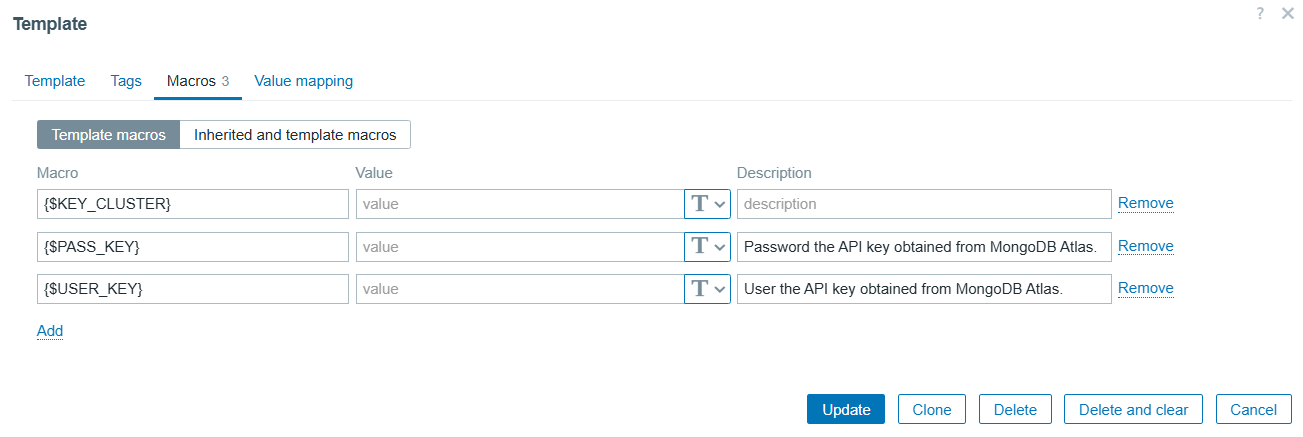 Template
?
Template Tags Macros 3 Value mapping
Template macros Inherited and template macros
Macro Value Description
{$KEY_CLUSTER} value T description Remove
{$PASS_KEY} value T Password the API key obtained from MongoDB Atlas. Remove
{$USER_KEY} value T User the API key obtained from MongoDB Atlas. Remove
Add
Update Clone Delete Delete and clear Cancel